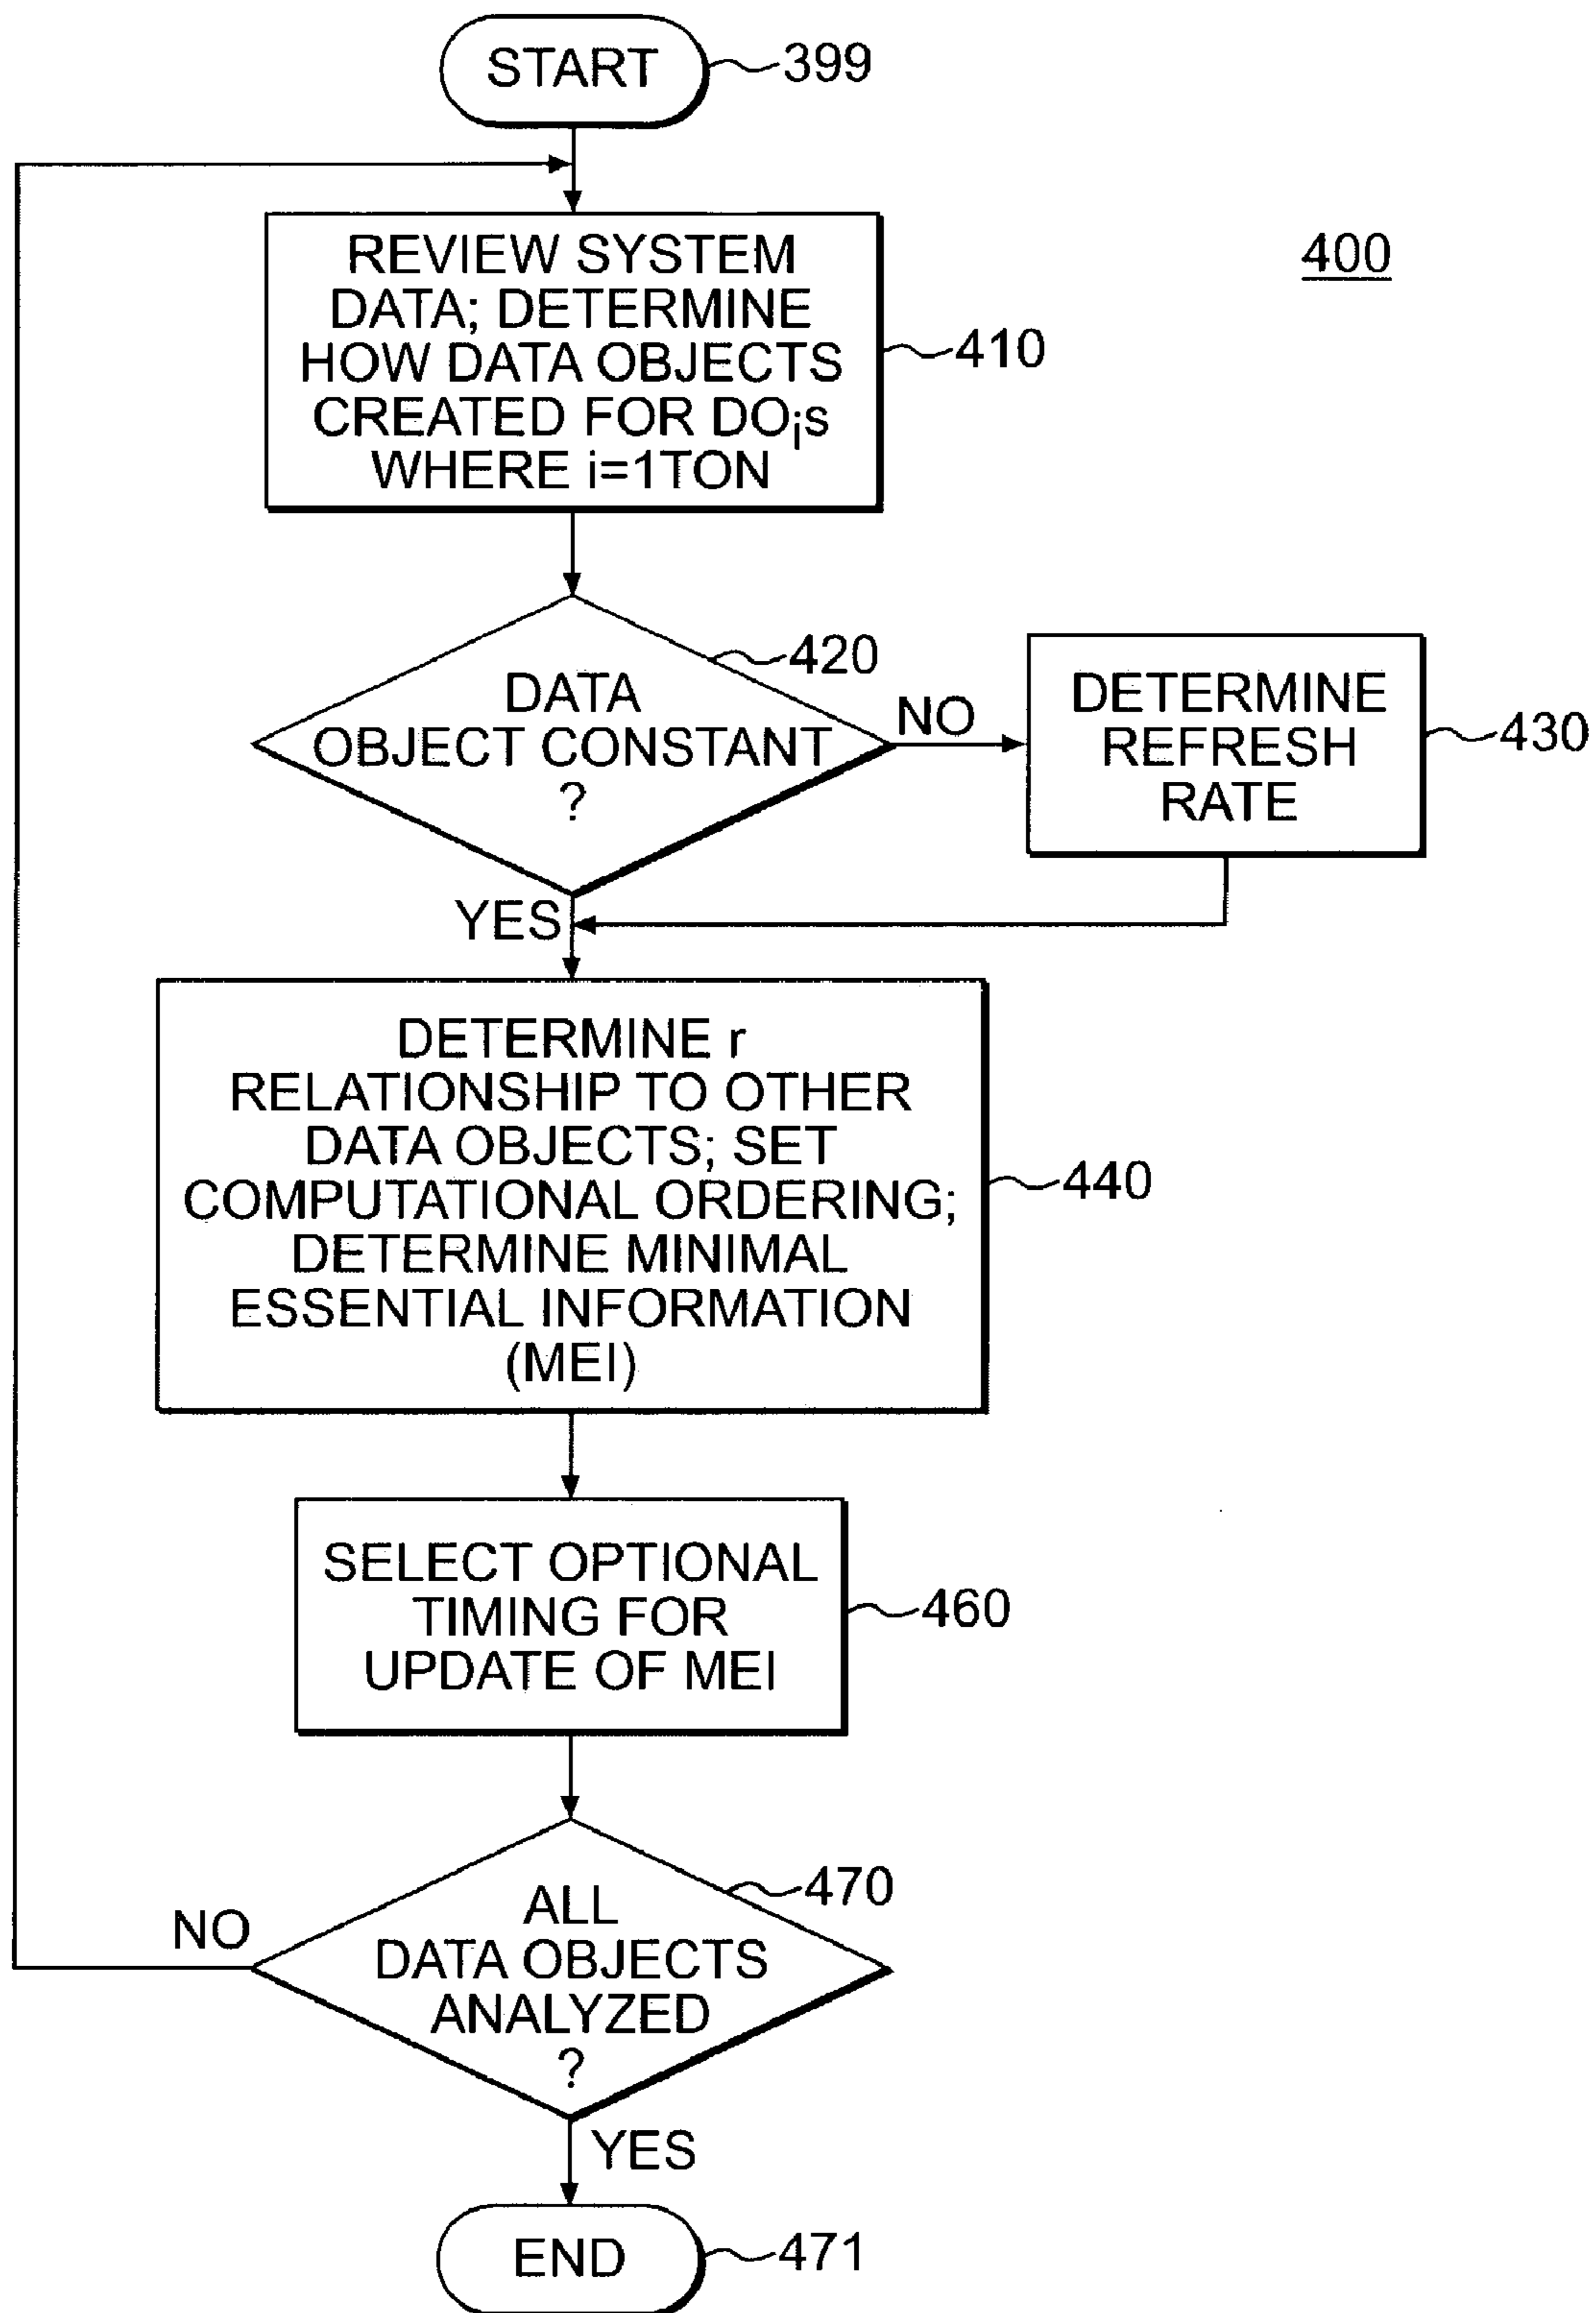 START
399
400
REVIEW SYSTEM
DATA; DETERMINE
HOW DATA OBJECTS
CREATED FOR DOis
WHERE i=1TON
410
420
DATA
OBJECT CONSTANT
?
NO
DETERMINE
REFRESH
RATE
430
YES
DETERMINE r
RELATIONSHIP TO OTHER
DATA OBJECTS; SET
COMPUTATIONAL ORDERING;
DETERMINE MINIMAL
ESSENTIAL INFORMATION
(MEI)
440
SELECT OPTIONAL
TIMING FOR
UPDATE OF MEI
460
470
NO
ALL
DATA OBJECTS
ANALYZED
?
YES
END
471